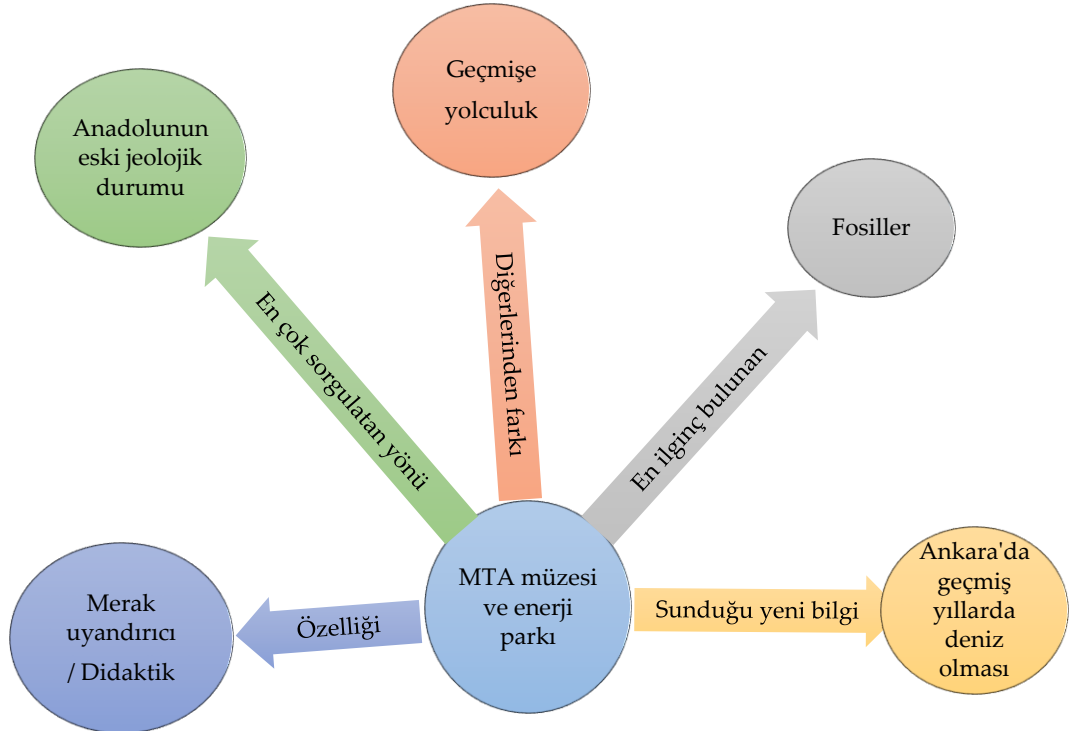 Geçmişe
yolculuk
Anadolunun
eski jeolojik
durumu
Fosiller
Diğerlerinden farkı
En çok sorgulatan yönü
En ilginç bulunan
MTA müzesi
ve enerji
parkı
Merak
uyandırıcı
/ Didaktik
Özelliği
Sunduğu yeni bilgi
Ankara'da
geçmiş
yıllarda
deniz
olması